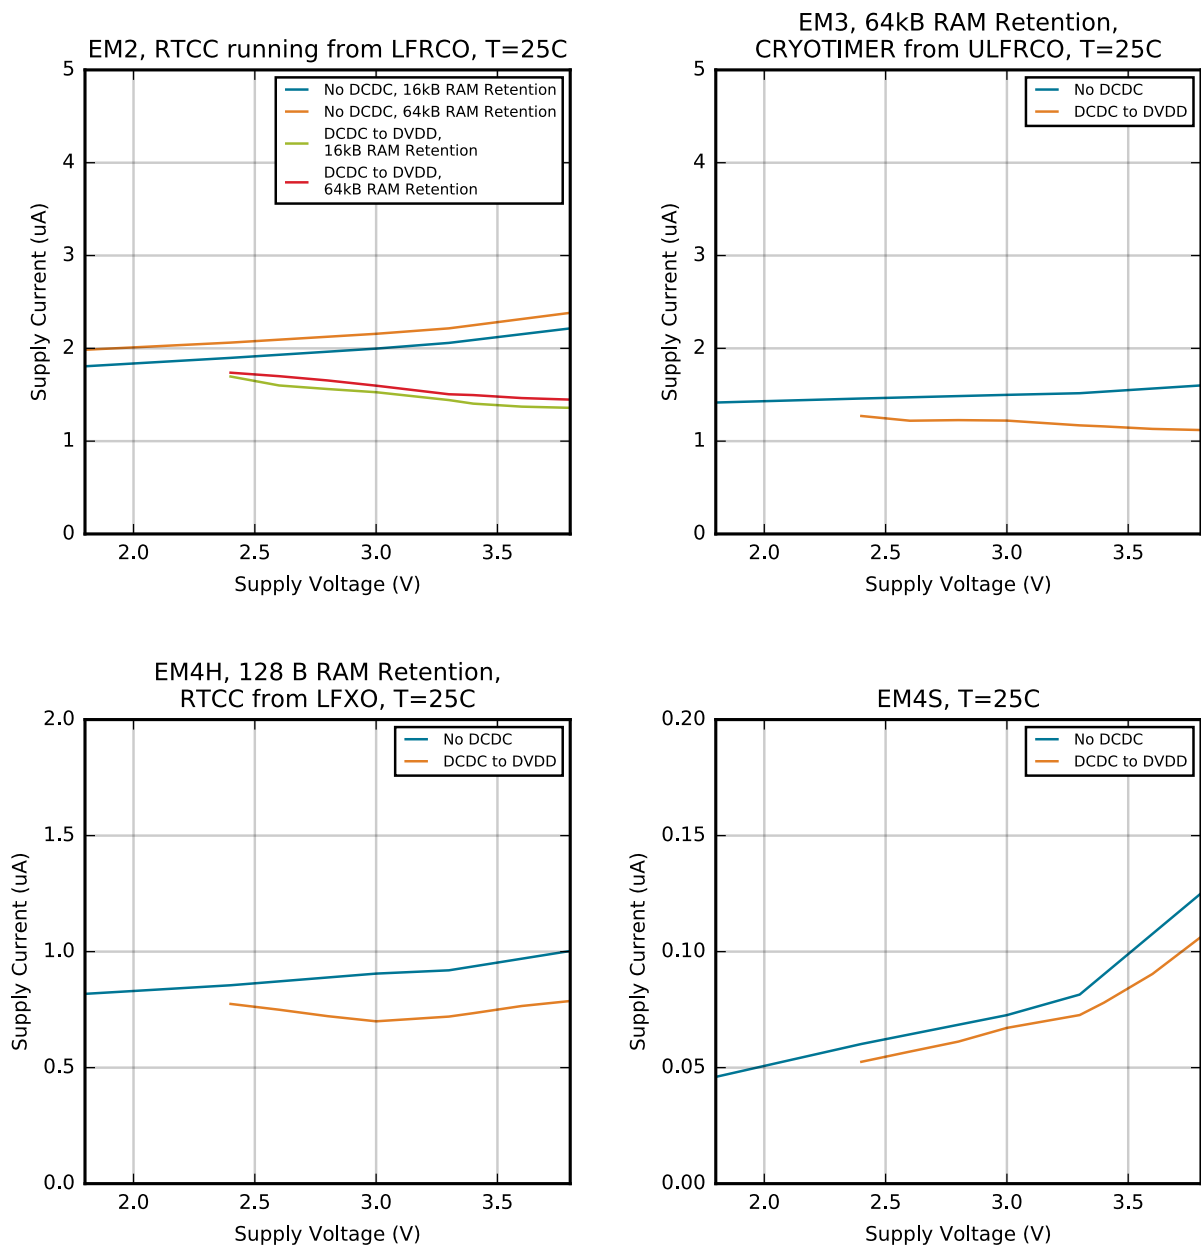 EM2, RTCC running from LFRCO, T=25C
5
4
3
2
1
0
Supply Current (uA)
No DCDC, 16kB RAM Retention
No DCDC, 64kB RAM Retention
DCDC to DVDD,
16kB RAM Retention
DCDC to DVDD,
64kB RAM Retention
2.0
2.5
3.0
3.5
Supply Voltage (V)
EM3, 64kB RAM Retention,
CRYOTIMER from ULFRCO, T=25C
5
4
3
2
1
0
Supply Current (uA)
No DCDC
DCDC to DVDD
2.0
2.5
3.0
3.5
Supply Voltage (V)
EM4H, 128 B RAM Retention,
RTCC from LFXO, T=25C
2.0
1.5
1.0
0.5
0.0
Supply Current (uA)
No DCDC
DCDC to DVDD
2.0
2.5
3.0
3.5
Supply Voltage (V)
EM4S, T=25C
0.20
0.15
0.10
0.05
0.00
Supply Current (uA)
No DCDC
DCDC to DVDD
2.0
2.5
3.0
3.5
Supply Voltage (V)